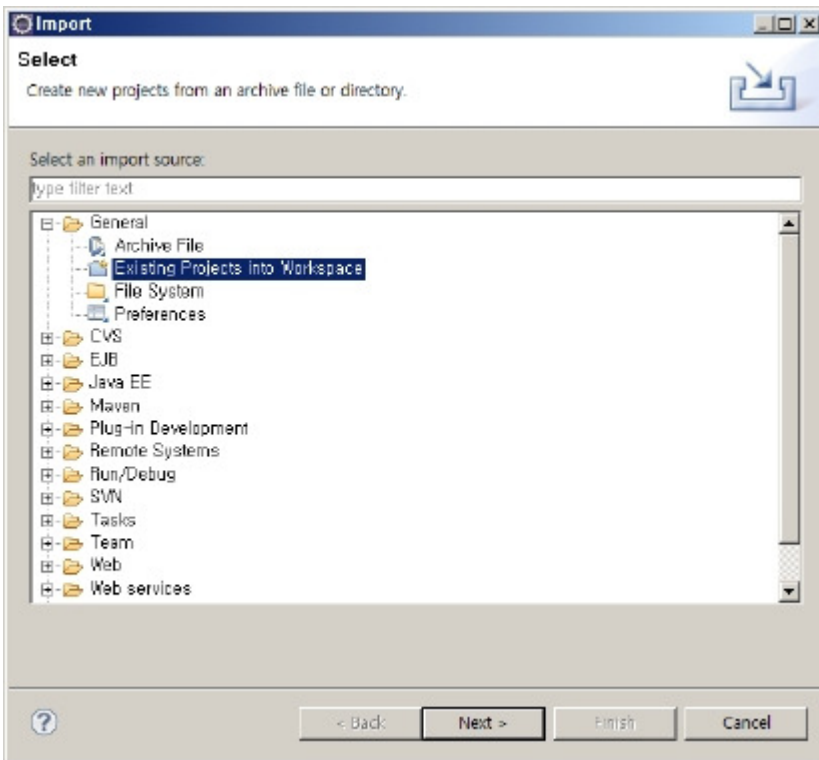 Import
Select
Create new projects from an archive file or directory.
Select an import source:
type filter text
General
Archive File
Existing Projects into Workspace
File System
Preferences
CVS
EJB
Java EE
Maven
Plug-in Development
Remote Systems
Run/Debug
SVN
Tasks
Team
Web
Web services
?
< Back
Next >
Finish
Cancel